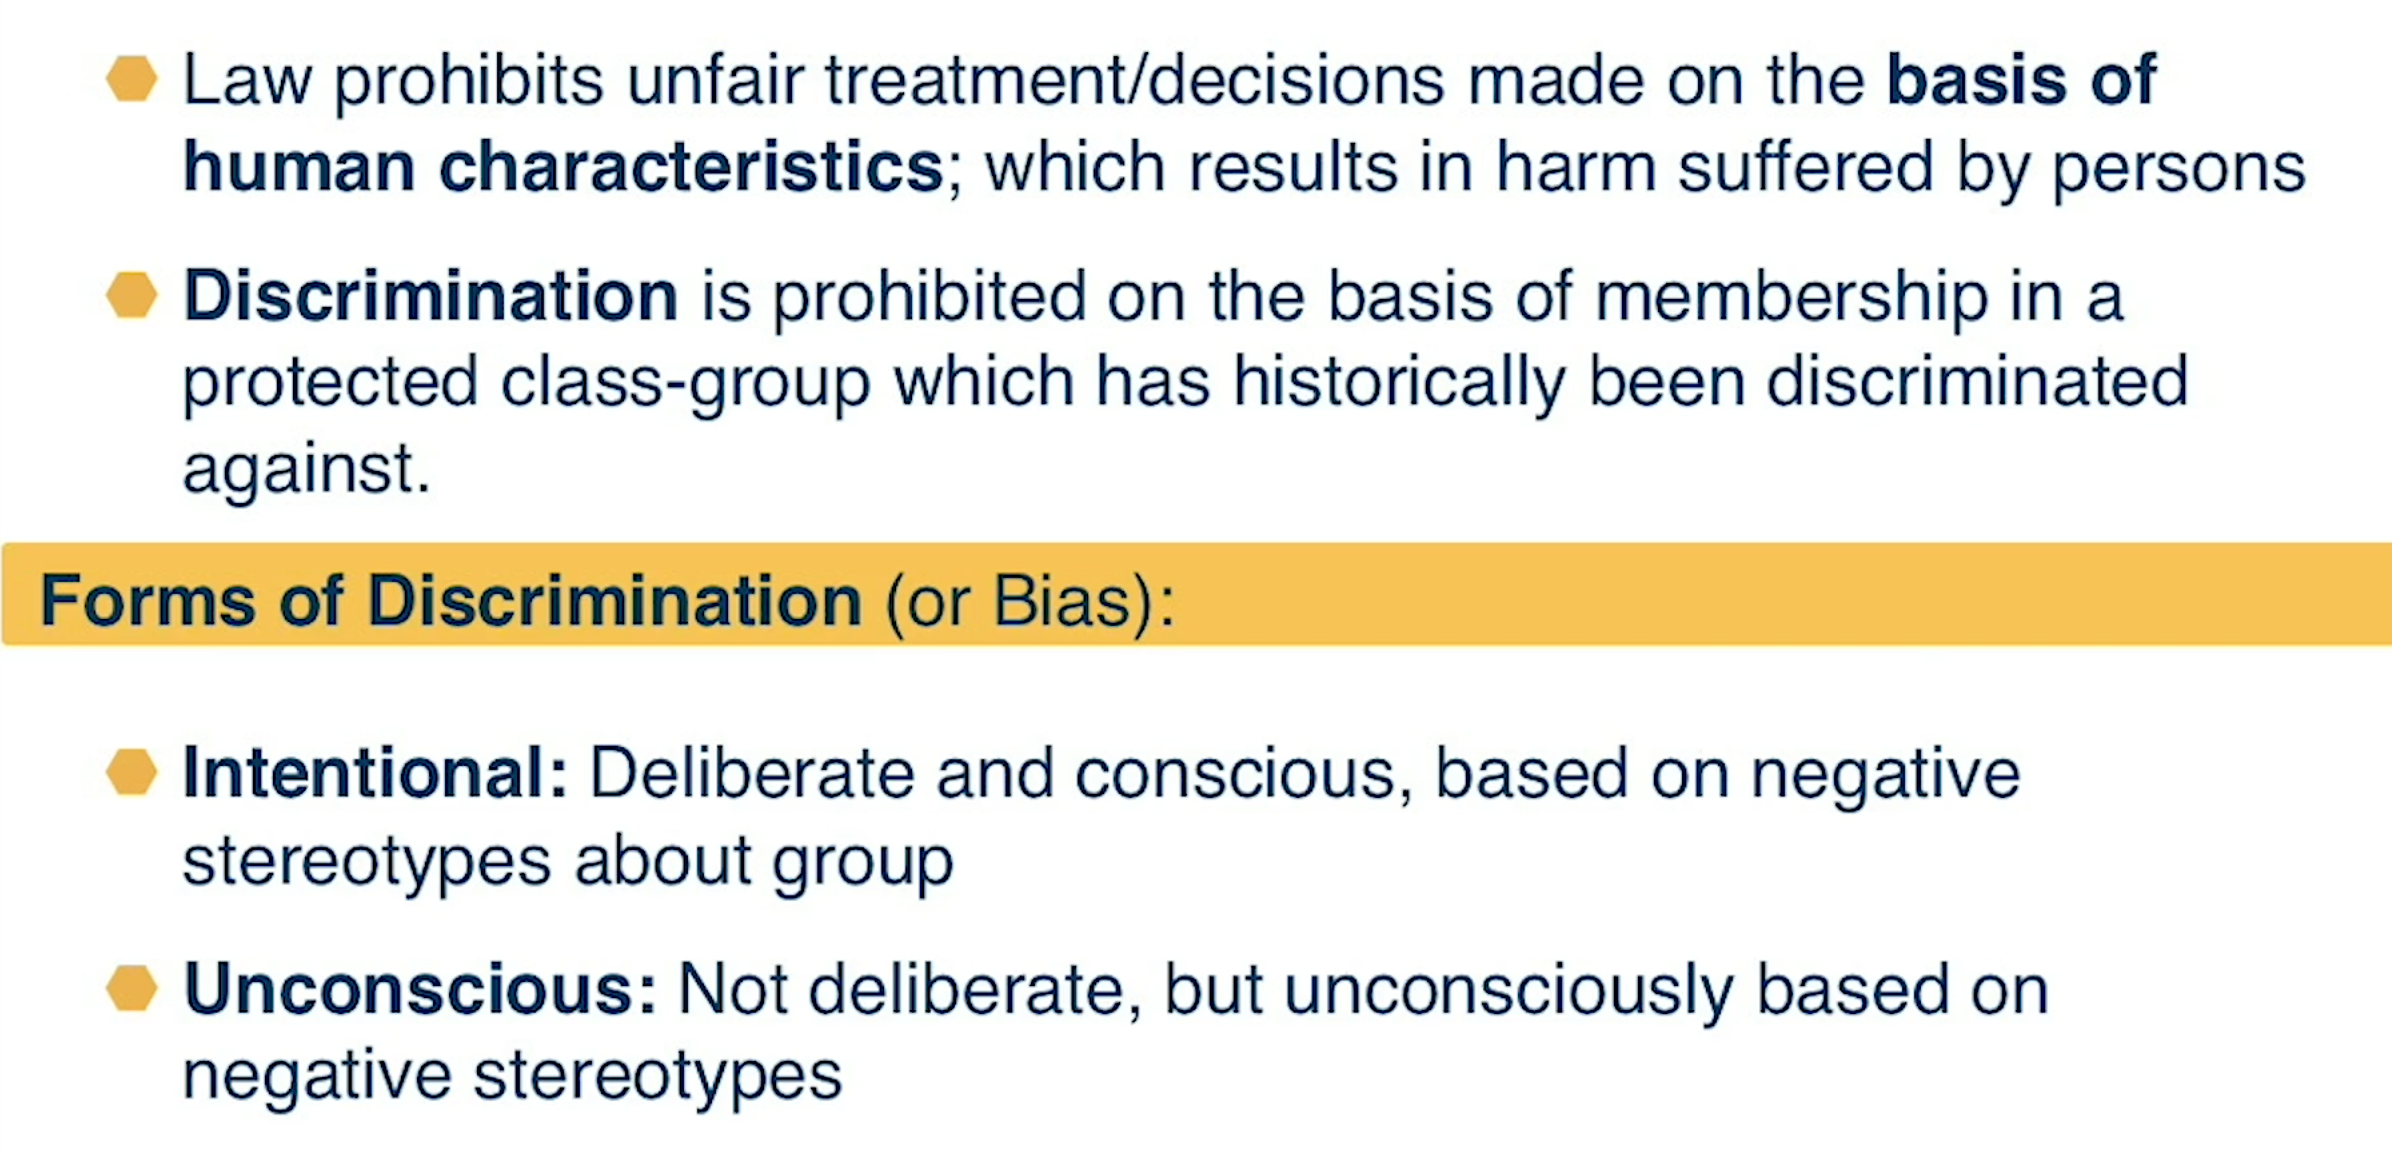 Law prohibits unfair treatment/decisions made on the basis of
human characteristics; which results in harm suffered by persons
Discrimination is prohibited on the basis of membership in a
protected class-group which has historically been discriminated
against.
Forms of Discrimination (or Bias):
Intentional: Deliberate and conscious, based on negative
stereotypes about group
Unconscious: Not deliberate, but unconsciously based on
negative stereotypes